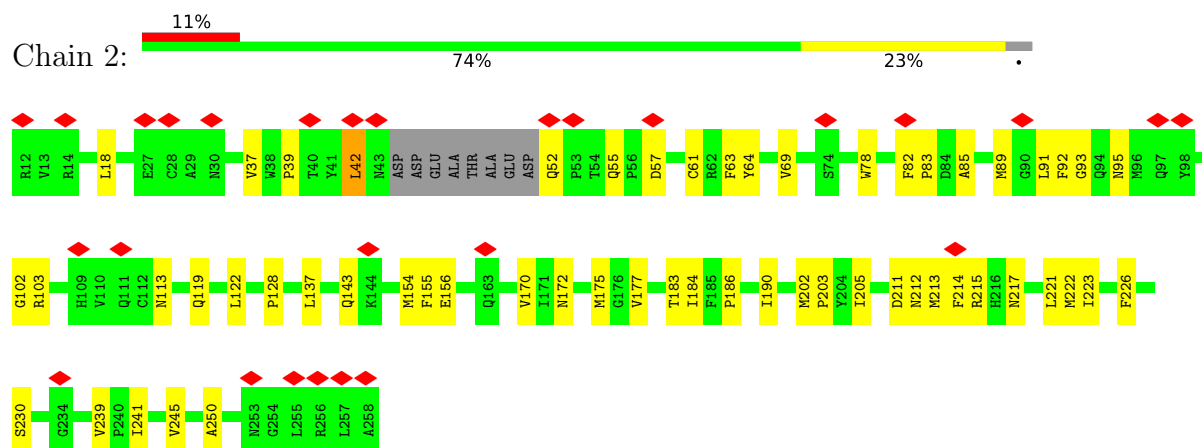 11%
Chain 2:
74% 23% •
R12 V13 R14 L18 E27 C28 A29 N30 V37 W38 P39 T40 Y41 L42 N43 ASP ASP GLU ALA THR ALA GLU ASP Q52 P53 T54 Q55 P56 D57 C61 R62 F63 Y64 V69 S74 W78 F82 P83 D84 A85 M89 G90 L91 F92 G93 Q94 N95 M96 Q97 Y98
G102 R103 H109 V110 Q111 C112 N113 Q119 L122 P128 L137 Q143 K144 M154 F155 E156 Q163 V170 I171 N172 M175 G176 V177 T183 I184 F185 P186 I190 M202 P203 Y204 I205 D211 N212 M213 F214 R215 H216 N217 L221 M222 I223 F226
S230 G234 V239 P240 I241 V245 A250 N253 G254 L255 R256 L257 A258